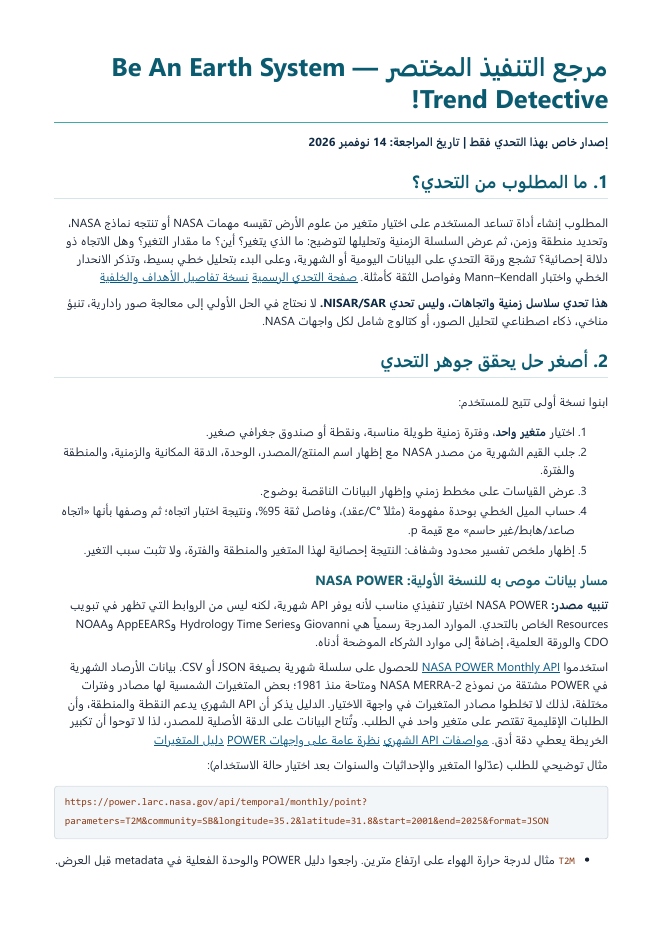 مرجع التنفيذ المختصر — Be An Earth System
Trend Detective!
إصدار خاص بهذا التحدي فقط | تاريخ المراجعة: 14 نوفمبر 2026
1. ما المطلوب من التحدي؟
المطلوب إنشاء أداة تساعد المستخدم على اختيار متغير من علوم الأرض تقيسه مهمات NASA أو تنتجه نماذج NASA،
وتحديد منطقة وزمن، ثم عرض السلسلة الزمنية وتحليلها لتوضيح: ما الذي يتغير؟ أين؟ ما مقدار التغير؟ وهل الاتجاه ذو
دلالة إحصائية؟ تشجع ورقة التحدي على البيانات اليومية أو الشهرية، وعلى البدء بتحليل خطي بسيط، وتذكر الانحدار
الخطي واختبار Mann–Kendall وفواصل الثقة كأمثلة. صفحة التحدي الرسمية نسخة تفاصيل الأهداف والخلفية
هذا تحدي سلاسل زمنية واتجاهات، وليس تحدي NISAR/SAR. لا نحتاج في الحل الأولي إلى معالجة صور رادارية، تنبؤ
مناخي، ذكاء اصطناعي لتحليل الصور، أو كتالوج شامل لكل واجهات NASA.
2. أصغر حل يحقق جوهر التحدي
ابنوا نسخة أولى تتيح للمستخدم:
1. اختيار متغير واحد، وفترة زمنية طويلة مناسبة، ونقطة أو صندوق جغرافي صغير.
2. جلب القيم الشهرية من مصدر NASA مع إظهار اسم المنتج/المصدر، الوحدة، الدقة المكانية والزمنية، والمنطقة
والفترة.
3. عرض القياسات على مخطط زمني وإظهار البيانات الناقصة بوضوح.
4. حساب الميل الخطي بوحدة مفهومة (مثلاً °C/عقد)، وفاصل ثقة 95%، ونتيجة اختبار اتجاه؛ ثم وصفها بأنها «اتجاه
صاعد/هابط/غير حاسم» مع قيمة p.
5. إظهار ملخص تفسير محدود وشفاف: النتيجة إحصائية لهذا المتغير والمنطقة والفترة، ولا تثبت سبب التغير.
مسار بيانات موصى به للنسخة الأولية: NASA POWER
تنبيه مصدر: NASA POWER اختيار تنفيذي مناسب لأنه يوفر API شهرية، لكنه ليس من الروابط التي تظهر في تبويب
Resources الخاص بالتحدي. الموارد المدرجة رسمياً هي Giovanni وHydrology Time Series وAppEEARS وNOAA
CDO والورقة العلمية، إضافةً إلى موارد الشركاء الموضحة أدناه.
استخدموا NASA POWER Monthly API للحصول على سلسلة شهرية بصيغة JSON أو CSV. بيانات الأرصاد الشهرية
في POWER مشتقة من نموذج NASA MERRA-2 ومتاحة منذ 1981؛ بعض المتغيرات الشمسية لها مصادر وفترات
مختلفة، لذلك لا تخلطوا مصادر المتغيرات في واجهة الاختيار. الدليل يذكر أن API الشهري يدعم النقطة والمنطقة، وأن
الطلبات الإقليمية تقتصر على متغير واحد في الطلب. وتُتاح البيانات على الدقة الأصلية للمصدر، لذا لا توحوا أن تكبير
الخريطة يعطي دقة أدق. مواصفات API الشهري نظرة عامة على واجهات POWER دليل المتغيرات
مثال توضيحي للطلب (عدّلوا المتغير والإحداثيات والسنوات بعد اختيار حالة الاستخدام):
https://power.larc.nasa.gov/api/temporal/monthly/point?
parameters=T2M&community=SB&longitude=35.2&latitude=31.8&start=2001&end=2025&format=JSON
• T2M مثال لدرجة حرارة الهواء على ارتفاع مترين. راجعوا دليل POWER والوحدة الفعلية في metadata قبل العرض.